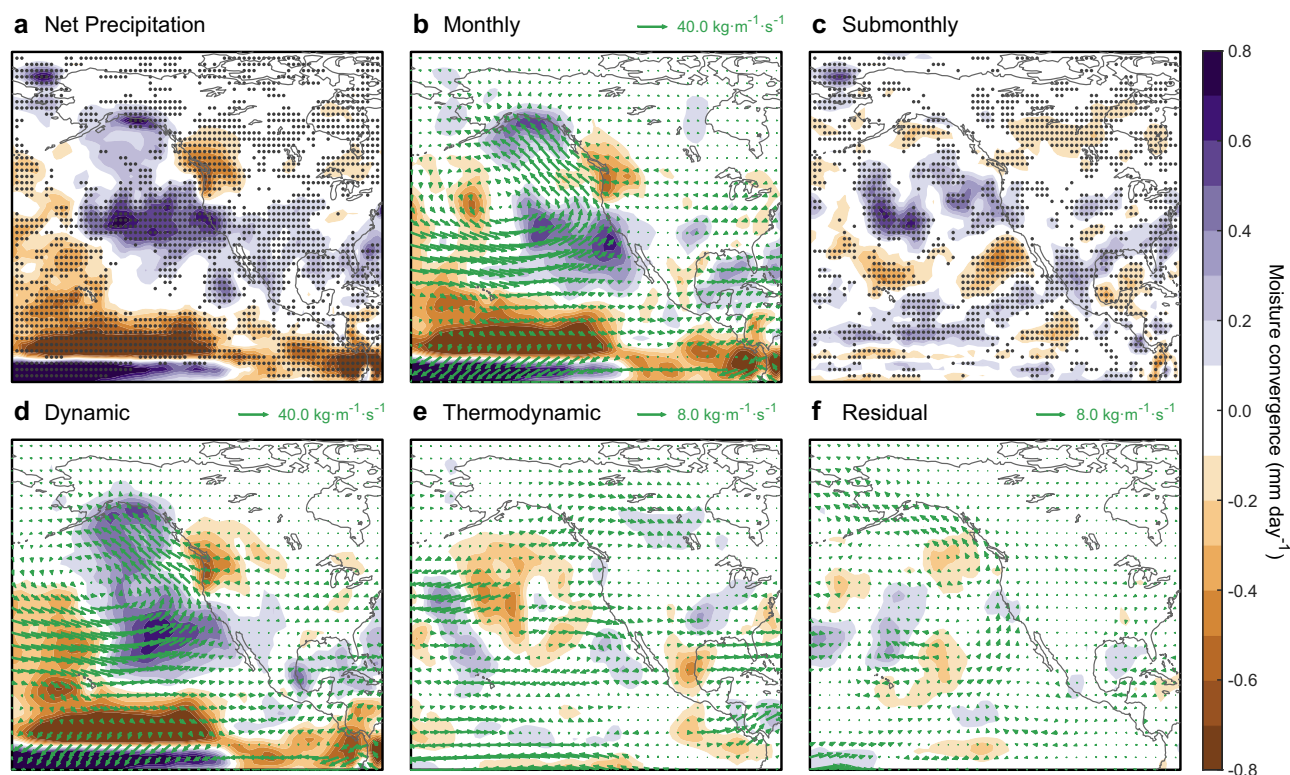 a Net Precipitation
b Monthly
40.0 kg·m⁻¹·s⁻¹
c Submonthly
0.8
0.6
0.4
0.2
0.0
-0.2
-0.4
-0.6
-0.8
Moisture convergence (mm day⁻¹)
d Dynamic
40.0 kg·m⁻¹·s⁻¹
e Thermodynamic
8.0 kg·m⁻¹·s⁻¹
f Residual
8.0 kg·m⁻¹·s⁻¹